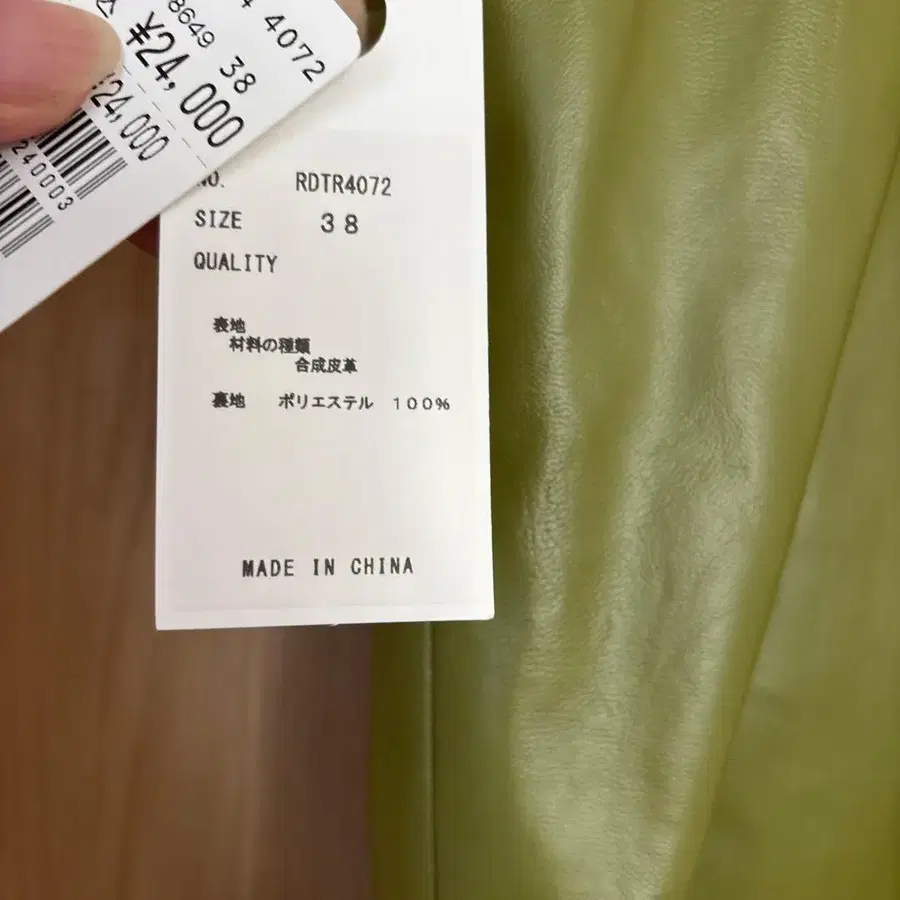 4072
8649 38
¥24,000
¥24,000
240003
NO. RDTR4072
SIZE 38
QUALITY
表地
材料の種類
合成皮革
裏地 ポリエステル 100%
MADE IN CHINA